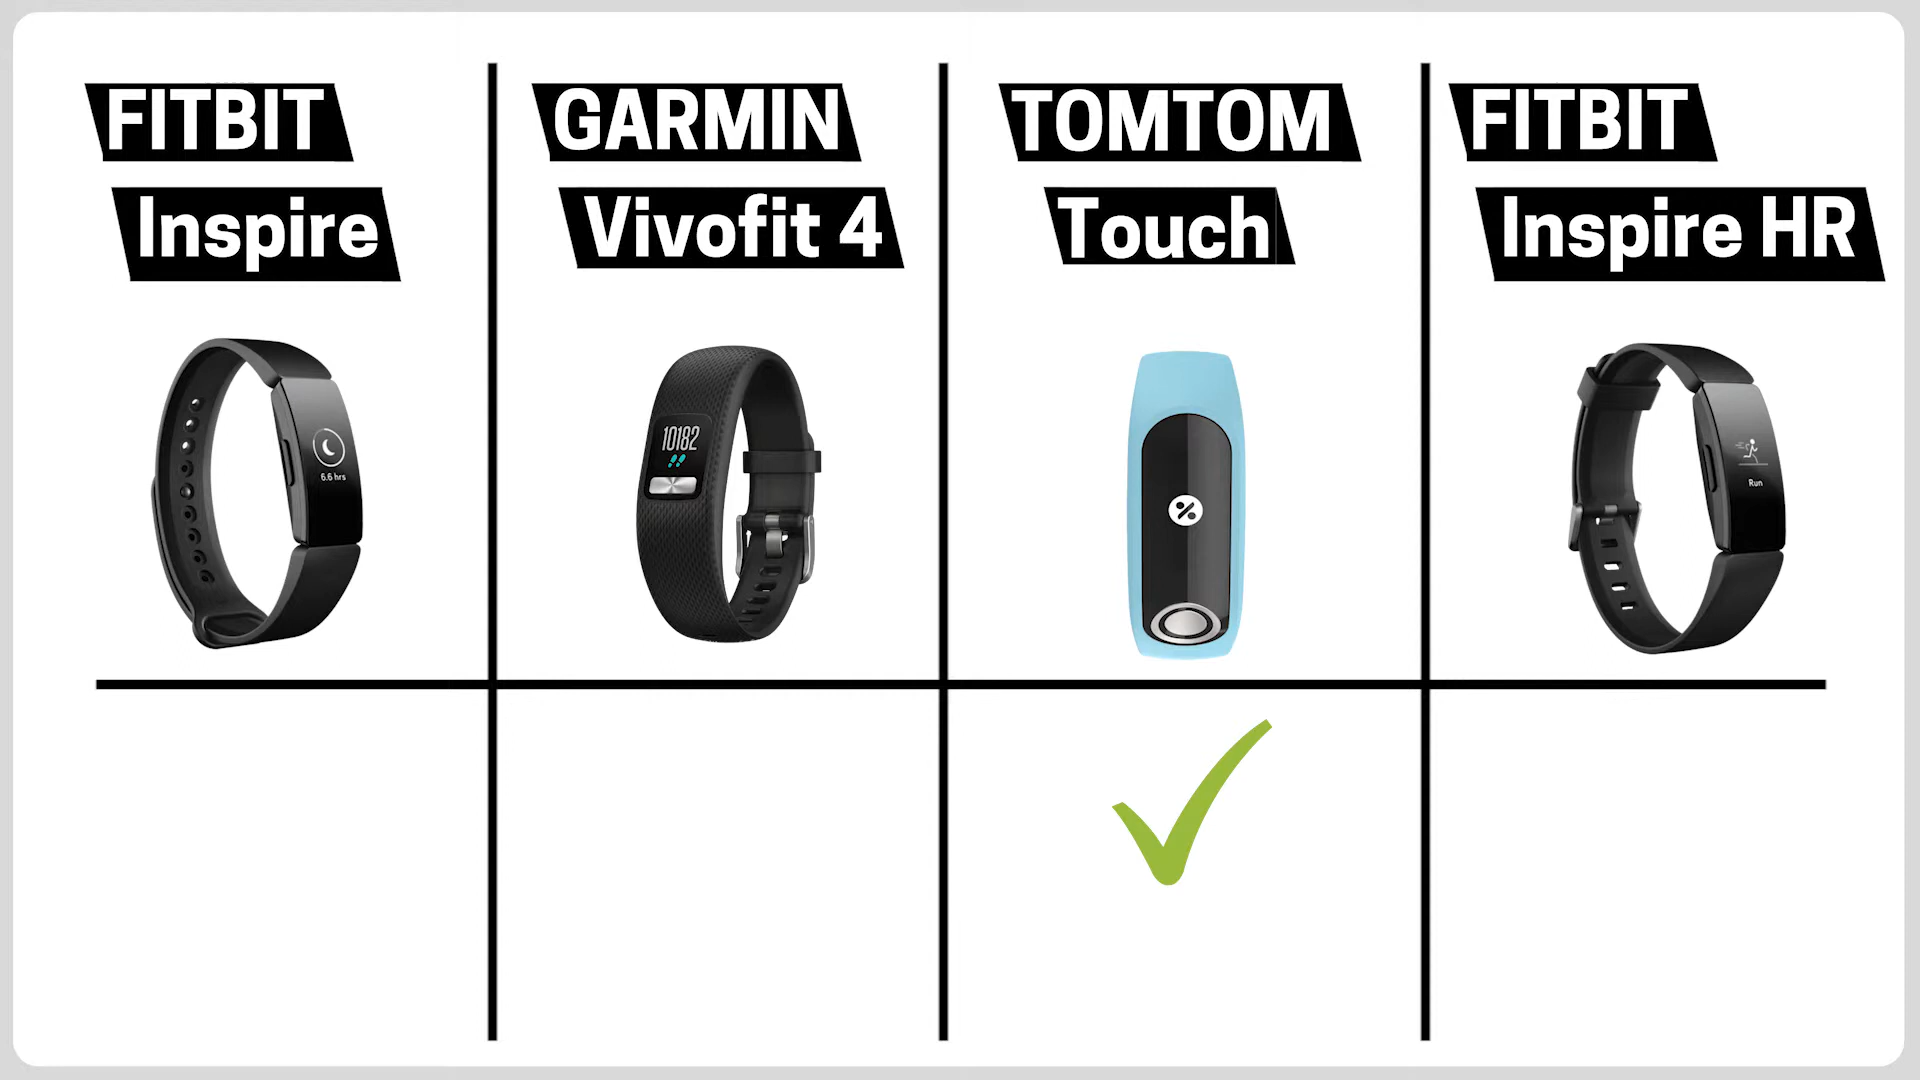 FITBIT
Inspire
GARMIN
Vivofit 4
TOMTOM
Touch
FITBIT
Inspire HR
6.6 hrs
10182
%
Run